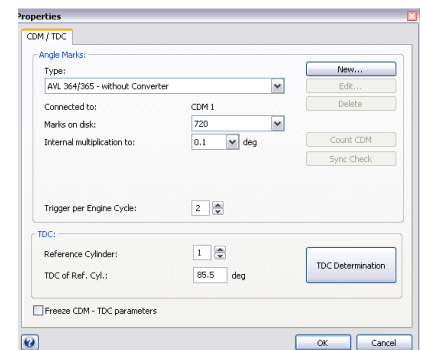 Properties
CDM / TDC
Angle Marks:
Type:
New...
AVL 364/365 - without Converter
Edit...
Connected to: CDM 1
Delete
Marks on disk: 720
Internal multiplication to: 0.1 deg
Count CDM
Sync Check
Trigger per Engine Cycle: 2
TDC:
Reference Cylinder: 1
TDC of Ref. Cyl.: 85.5 deg
TDC Determination
Freeze CDM - TDC parameters
? OK Cancel